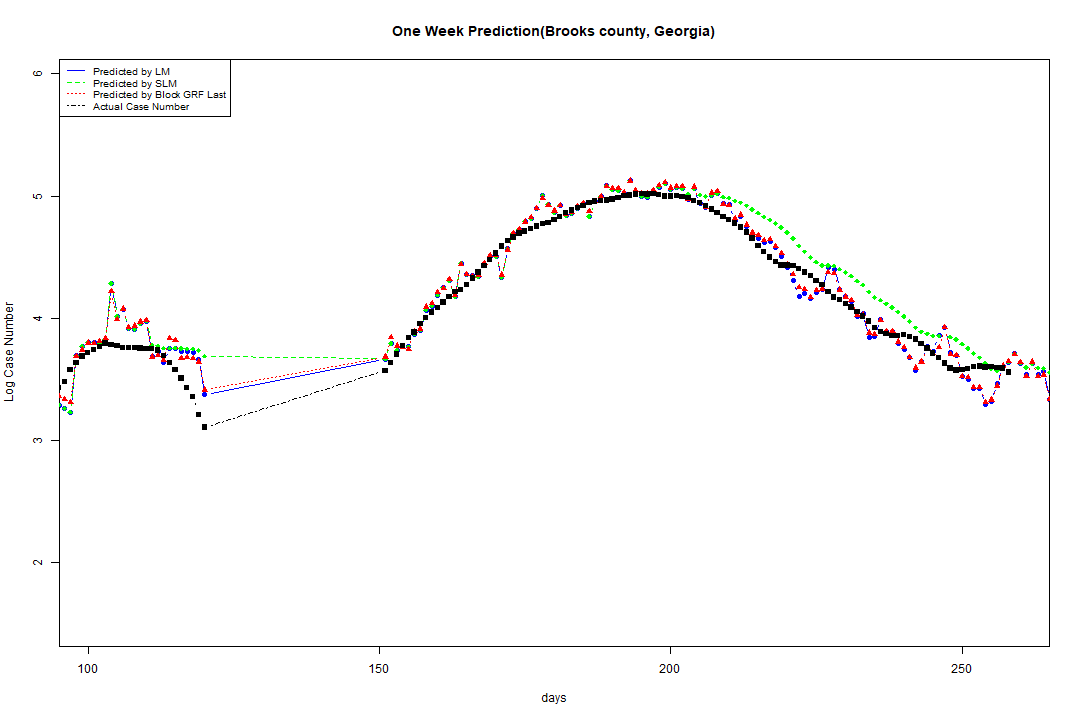 One Week Prediction(Brooks county, Georgia)
Predicted by LM
Predicted by SLM
Predicted by Block GRF Last
Actual Case Number
6
5
4
3
2
Log Case Number
100
150
200
250
days